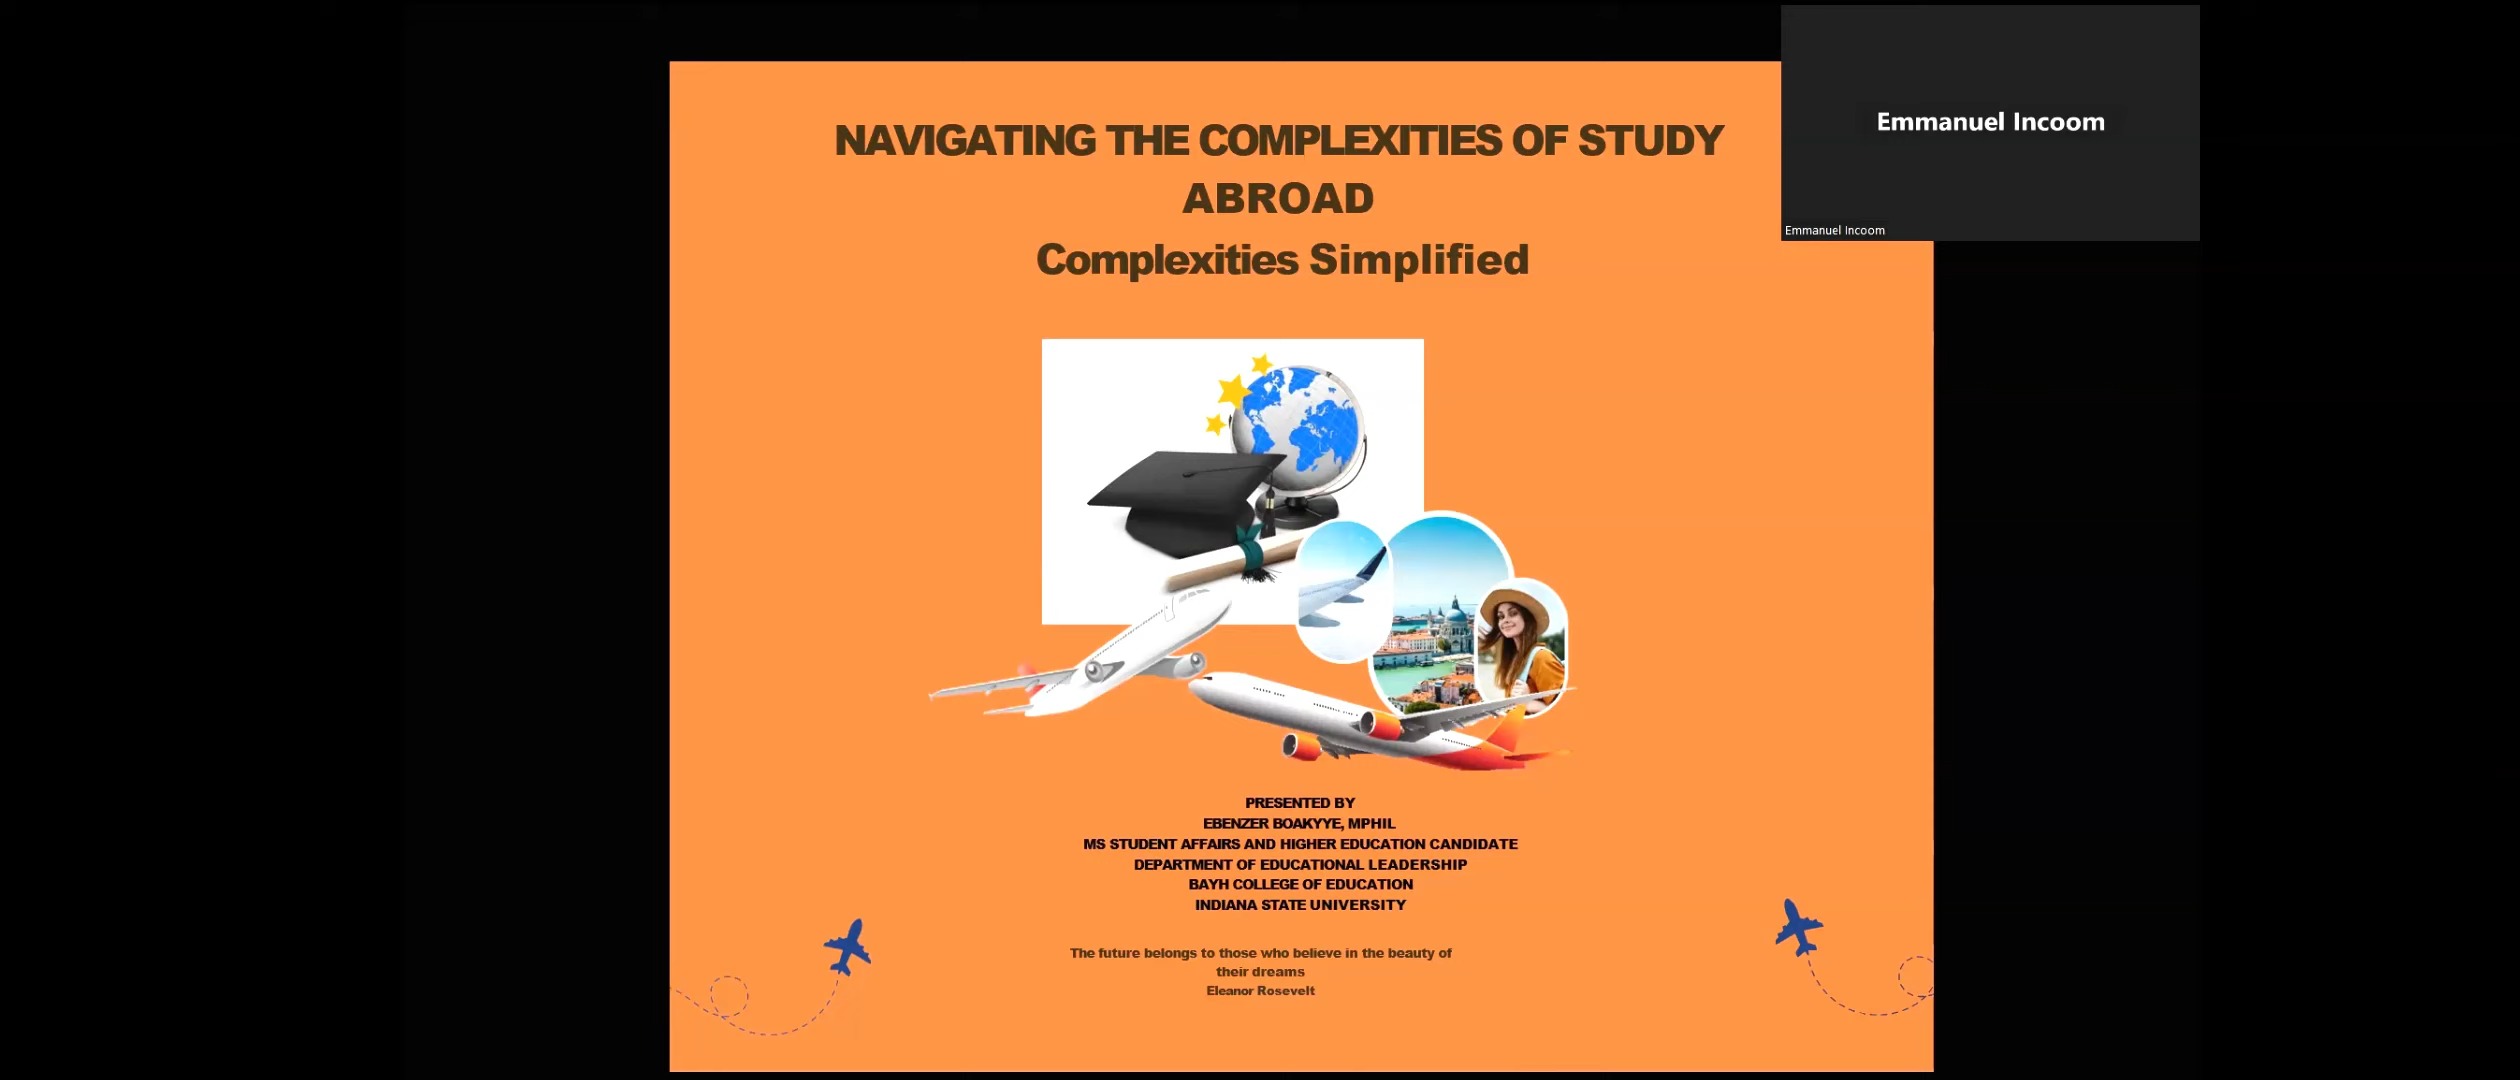 NAVIGATING THE COMPLEXITIES OF STUDY
ABROAD
Complexities Simplified
Emmanuel Incoom
Emmanuel Incoom
PRESENTED BY
EBENZER BOAKYYE, MPHIL
MS STUDENT AFFAIRS AND HIGHER EDUCATION CANDIDATE
DEPARTMENT OF EDUCATIONAL LEADERSHIP
BAYH COLLEGE OF EDUCATION
INDIANA STATE UNIVERSITY
The future belongs to those who believe in the beauty of
their dreams
Eleanor Rosevelt